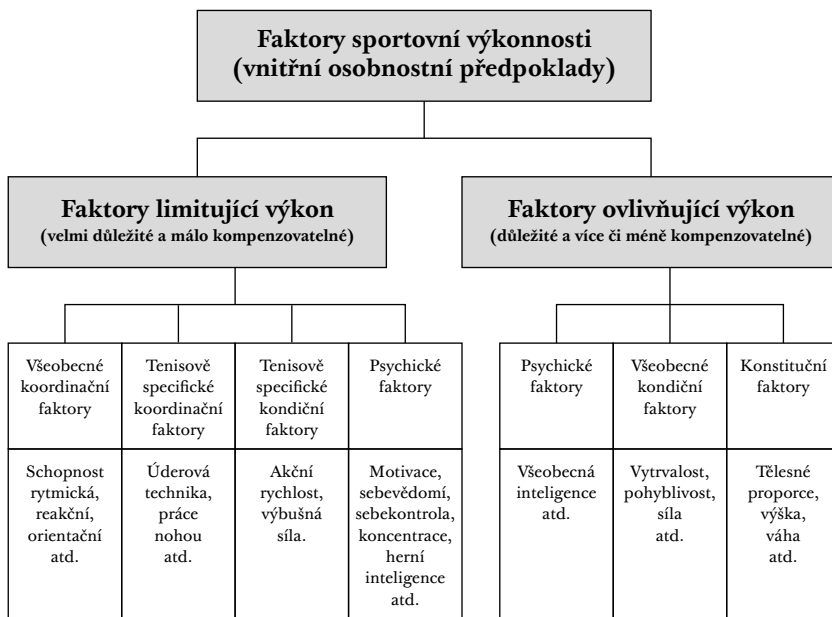 Faktory sportovní výkonnosti
(vnitřní osobnostní předpoklady)
Faktory limitující výkon
(velmi důležité a málo kompenzovatelné)
Faktory ovlivňující výkon
(důležité a více či méně kompenzovatelné)
Všeobecné
koordinační
faktory
Tenisově
specifické
koordinační
faktory
Tenisově
specifické
kondiční
faktory
Psychické
faktory
Psychické
faktory
Všeobecné
kondiční
faktory
Konstituční
faktory
Schopnost
rytmická,
reakční,
orientační
atd.
Úderová
technika,
práce
nohou
atd.
Akční
rychlost,
výbušná
síla.
Motivace,
sebevědomí,
sebekontrola,
koncentrace,
herní
inteligence
atd.
Všeobecná
inteligence
atd.
Vytrvalost,
pohyblivost,
síla
atd.
Tělesné
proporce,
výška,
váha
atd.